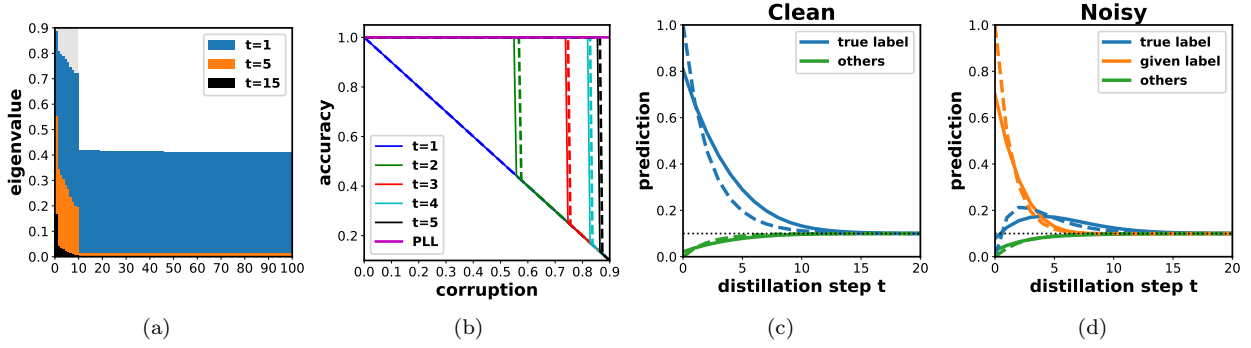 0.9
0.8
0.7
0.6
0.5
0.4
0.3
0.2
0.1
0.0
eigenvalue
t=1
t=5
t=15
0 10 20 30 40 50 60 70 80 90 100
(a)
1.0
0.8
0.6
0.4
0.2
accuracy
t=1
t=2
t=3
t=4
t=5
PLL
0.0 0.1 0.2 0.3 0.4 0.5 0.6 0.7 0.8 0.9
corruption
(b)
Clean
1.0
0.8
0.6
0.4
0.2
0.0
prediction
true label
others
0 5 10 15 20
distillation step t
(c)
Noisy
1.0
0.8
0.6
0.4
0.2
0.0
prediction
true label
given label
others
0 5 10 15 20
distillation step t
(d)